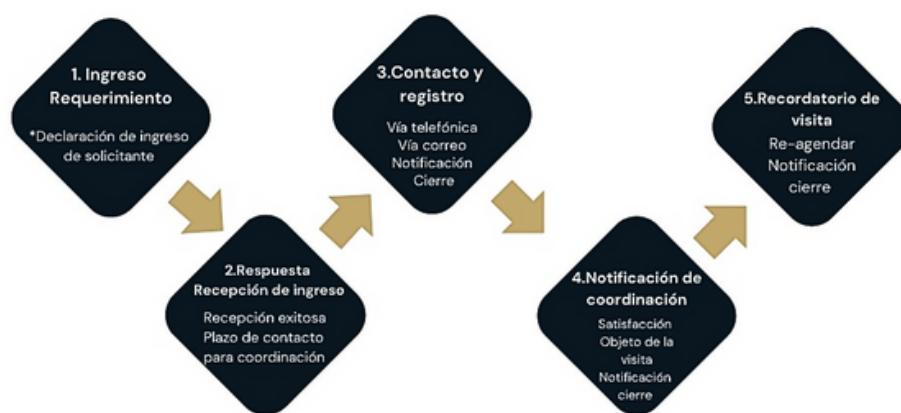 1. Ingreso
Requerimiento
*Declaración de ingreso
de solicitante
2.Respuesta
Recepción de ingreso
Recepción exitosa
Plazo de contacto
para coordinación
3.Contacto y
registro
Vía telefónica
Vía correo
Notificación
Cierre
4.Notificación de
coordinación
Satisfacción
Objeto de la
visita
Notificación
cierre
5.Recordatorio de
visita
Re-agendar
Notificación
cierre